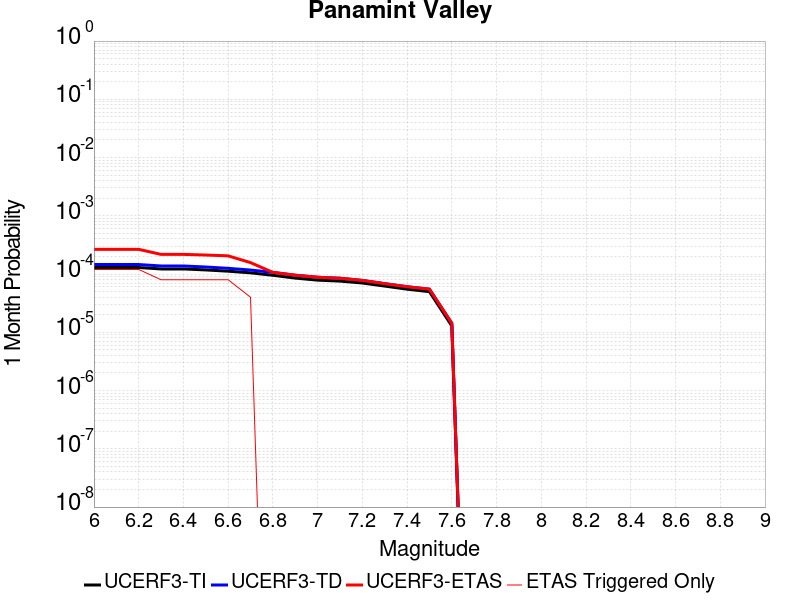 Panamint Valley
10^0
10^-1
10^-2
10^-3
10^-4
10^-5
10^-6
10^-7
10^-8
1 Month Probability
6 6.2 6.4 6.6 6.8 7 7.2 7.4 7.6 7.8 8 8.2 8.4 8.6 8.8 9
Magnitude
UCERF3-TI UCERF3-TD UCERF3-ETAS ETAS Triggered Only